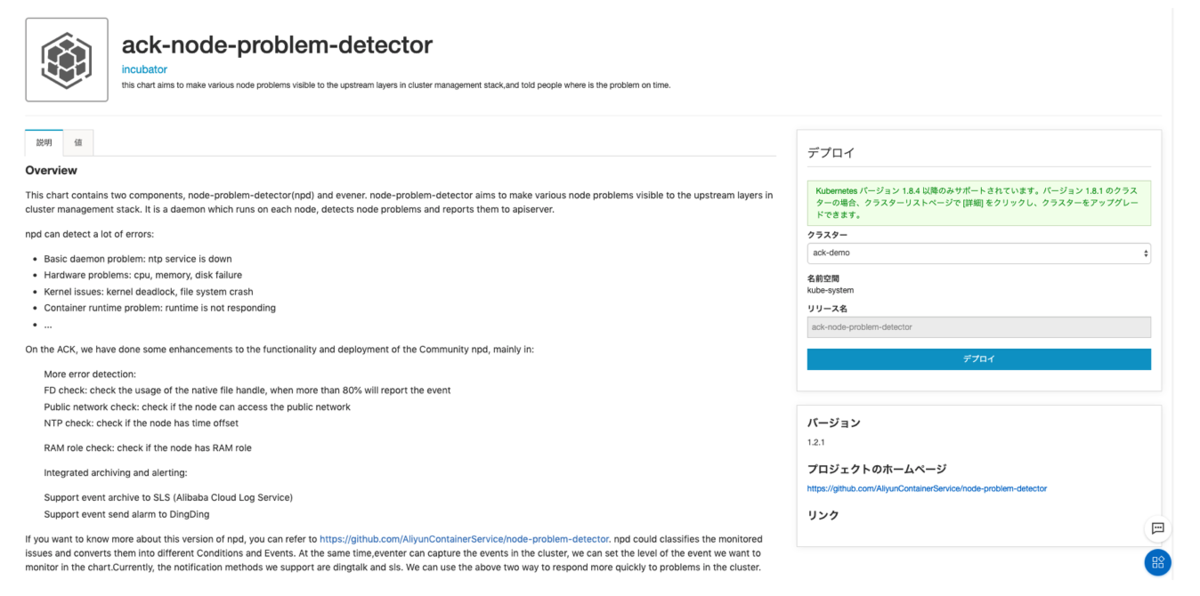 ack-node-problem-detector
incubator
this chart aims to make various node problems visible to the upstream layers in cluster management stack,and told people where is the problem on time.
説明
値
Overview
This chart contains two components, node-problem-detector(npd) and evener. node-problem-detector aims to make various node problems visible to the upstream layers in
cluster management stack. It is a daemon which runs on each node, detects node problems and reports them to apiserver.
npd can detect a lot of errors:
• Basic daemon problem: ntp service is down
• Hardware problems: cpu, memory, disk failure
• Kernel issues: kernel deadlock, file system crash
• Container runtime problem: runtime is not responding
• ...
On the ACK, we have done some enhancements to the functionality and deployment of the Community npd, mainly in:
More error detection:
FD check: check the usage of the native file handle, when more than 80% will report the event
Public network check: check if the node can access the public network
NTP check: check if the node has time offset
RAM role check: check if the node has RAM role
Integrated archiving and alerting:
Support event archive to SLS (Alibaba Cloud Log Service)
Support event send alarm to DingDing
If you want to know more about this version of npd, you can refer to https://github.com/AliyunContainerService/node-problem-detector. npd could classifies the monitored
issues and converts them into different Conditions and Events. At the same time,eventer can capture the events in the cluster, we can set the level of the event we want to
monitor in the chart.Currently, the notification methods we support are dingtalk and sls. We can use the above two way to respond more quickly to problems in the cluster.
デプロイ
Kubernetes バージョン 1.8.4 以降のみサポートされています。バージョン 1.8.1 のクラス
ターの場合、クラスターリストページで [詳細] をクリックし、クラスターをアップグレー
ドできます。
クラスター
ack-demo
名前空間
kube-system
リリース名
ack-node-problem-detector
デプロイ
バージョン
1.2.1
プロジェクトのホームページ
https://github.com/AliyunContainerService/node-problem-detector
リンク